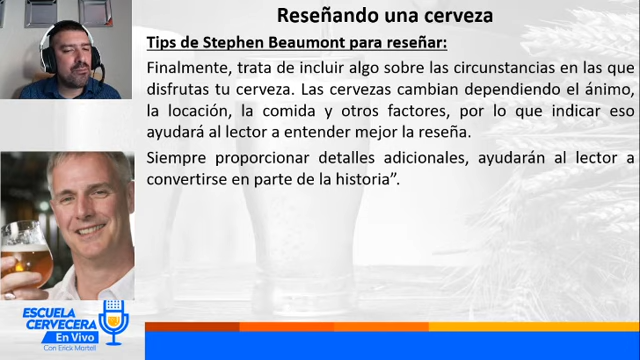 Reseñando una cerveza
Tips de Stephen Beaumont para reseñar:
Finalmente, trata de incluir algo sobre las circunstancias en las que
disfrutas tu cerveza. Las cervezas cambian dependiendo el ánimo,
la locación, la comida y otros factores, por lo que indicar eso
ayudará al lector a entender mejor la reseña.
Siempre proporcionar detalles adicionales, ayudarán al lector a
convertirse en parte de la historia”.
ESCUELA
CERVECERA
En Vivo
Con Erick Martell